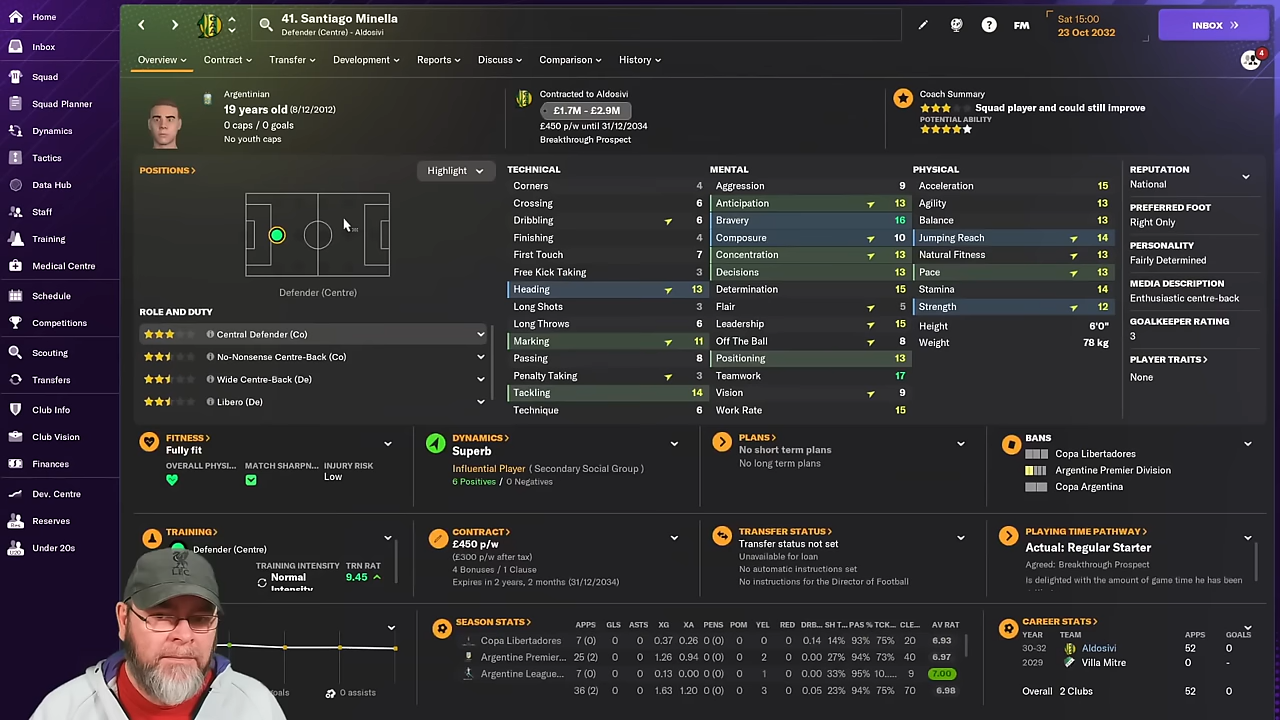 Home
Inbox
Squad
Squad Planner
Dynamics
Tactics
Data Hub
Staff
Training
Medical Centre
Schedule
Competitions
Scouting
Transfers
Club Info
Club Vision
Finances
Dev. Centre
Reserves
Under 20s
41. Santiago Minella
Defender (Centre) - Aldosivi
FM
Sat 15:00
23 Oct 2032
INBOX
4
Overview Contract Transfer Development Reports Discuss Comparison History
Argentinian
19 years old (8/12/2012)
0 caps / 0 goals
No youth caps
Contracted to Aldosivi
£1.7M - £2.9M
£450 p/w until 31/12/2034
Breakthrough Prospect
Coach Summary
Squad player and could still improve
POTENTIAL ABILITY
POSITIONS
Highlight
Defender (Centre)
ROLE AND DUTY
Central Defender (Co)
No-Nonsense Centre-Back (Co)
Wide Centre-Back (De)
Libero (De)
TECHNICAL
Corners 4
Crossing 6
Dribbling 6
Finishing 4
First Touch 7
Free Kick Taking 3
Heading 13
Long Shots 3
Long Throws 6
Marking 11
Passing 8
Penalty Taking 3
Tackling 14
Technique 6
MENTAL
Aggression 9
Anticipation 13
Bravery 16
Composure 10
Concentration 13
Decisions 13
Determination 15
Flair 5
Leadership 15
Off The Ball 8
Positioning 13
Teamwork 17
Vision 9
Work Rate 15
PHYSICAL
Acceleration 15
Agility 13
Balance 13
Jumping Reach 14
Natural Fitness 13
Pace 13
Stamina 14
Strength 12
Height 6'0"
Weight 78 kg
REPUTATION
National
PREFERRED FOOT
Right Only
PERSONALITY
Fairly Determined
MEDIA DESCRIPTION
Enthusiastic centre-back
GOALKEEPER RATING
3
PLAYER TRAITS
None
FITNESS
Fully fit
OVERALL PHYSI... MATCH SHARPN... INJURY RISK
Low
DYNAMICS
Superb
Influential Player ( Secondary Social Group )
6 Positives / 0 Negatives
PLANS
No short term plans
No long term plans
BANS
Copa Libertadores
Argentine Premier Division
Copa Argentina
TRAINING
Defender (Centre)
TRAINING INTENSITY TRN RAT
Normal 9.45
Intensity
CONTRACT
£450 p/w
(£300 p/w after tax)
4 Bonuses / 1 Clause
Expires in 2 years, 2 months (31/12/2034)
TRANSFER STATUS
Transfer status not set
Unavailable for loan
No automatic instructions set
No instructions for the Director of Football
PLAYING TIME PATHWAY
Actual: Regular Starter
Agreed: Breakthrough Prospect
Is delighted with the amount of game time he has been
LFC
goals 0 assists
SEASON STATS
APPS GLS ASTS XG XA PENS POM YEL RED DRB... SH T... PAS % TCK... CLE... AV RAT
Copa Libertadores 7 (0) 0 0 0.37 0.26 0 (0) 0 0 0 0.14 14% 93% 75% 20 6.93
Argentine Premier... 25 (2) 0 0 1.26 0.94 0 (0) 0 2 0 0.00 27% 94% 73% 40 6.97
Argentine League... 7 (0) 0 0 0.13 0.00 0 (0) 0 1 0 0.00 33% 95% 10... 9 7.00
36 (2) 0 0 1.63 1.20 0 (0) 0 3 0 0.05 23% 94% 75% 70 6.98
CAREER STATS
YEAR TEAM APPS GOALS
30-32 Aldosivi 52 0
2029 Villa Mitre 0 -
Overall 2 Clubs 52 0